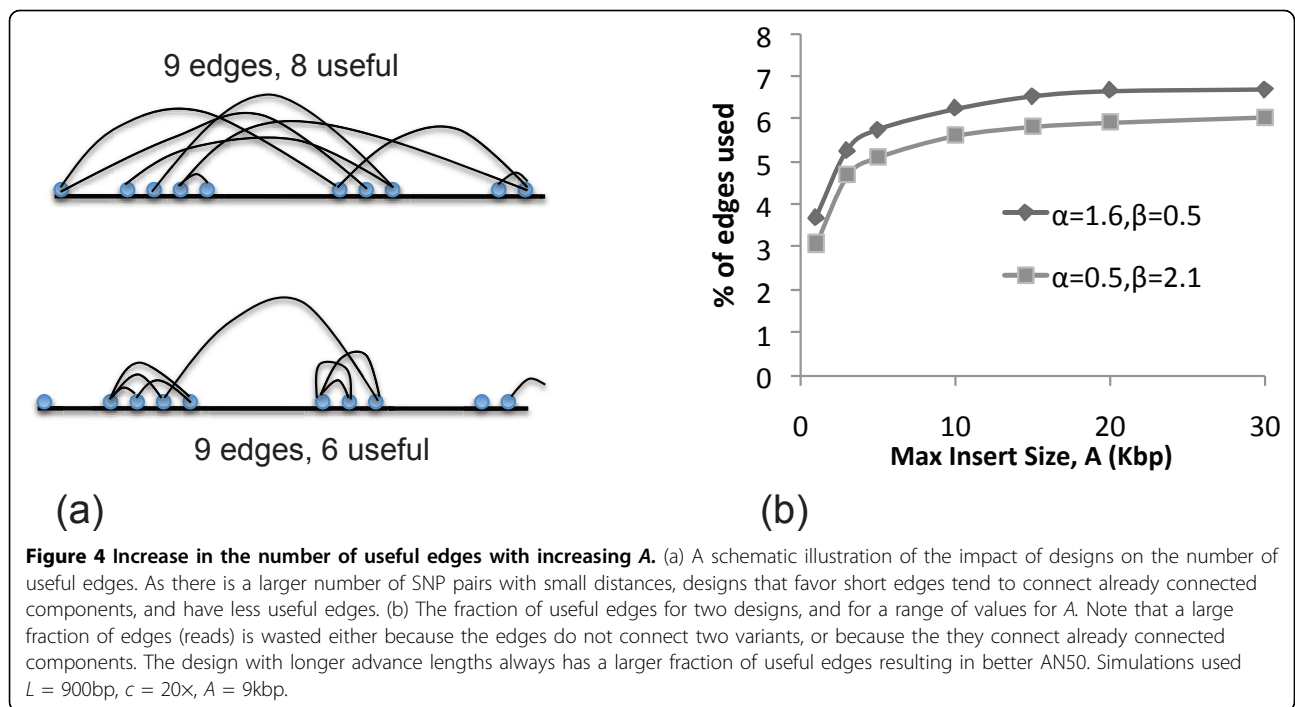 9 edges, 8 useful
9 edges, 6 useful
(a)
8
7
6
5
4
3
2
1
0
% of edges used
α=1.6,β=0.5
α=0.5,β=2.1
0
10
20
30
Max Insert Size, A (Kbp)
(b)
Figure 4 Increase in the number of useful edges with increasing A. (a) A schematic illustration of the impact of designs on the number of
useful edges. As there is a larger number of SNP pairs with small distances, designs that favor short edges tend to connect already connected
components, and have less useful edges. (b) The fraction of useful edges for two designs, and for a range of values for A. Note that a large
fraction of edges (reads) is wasted either because the edges do not connect two variants, or because the they connect already connected
components. The design with longer advance lengths always has a larger fraction of useful edges resulting in better AN50. Simulations used
L = 900bp, c = 20×, A = 9kbp.